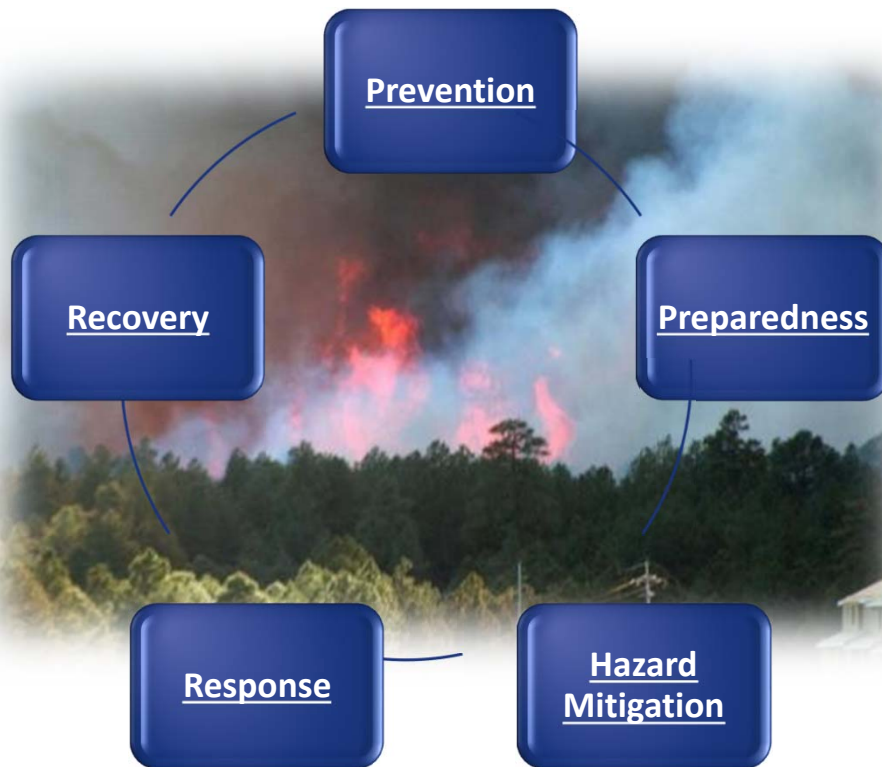 Prevention
Preparedness
Hazard
Mitigation
Response
Recovery